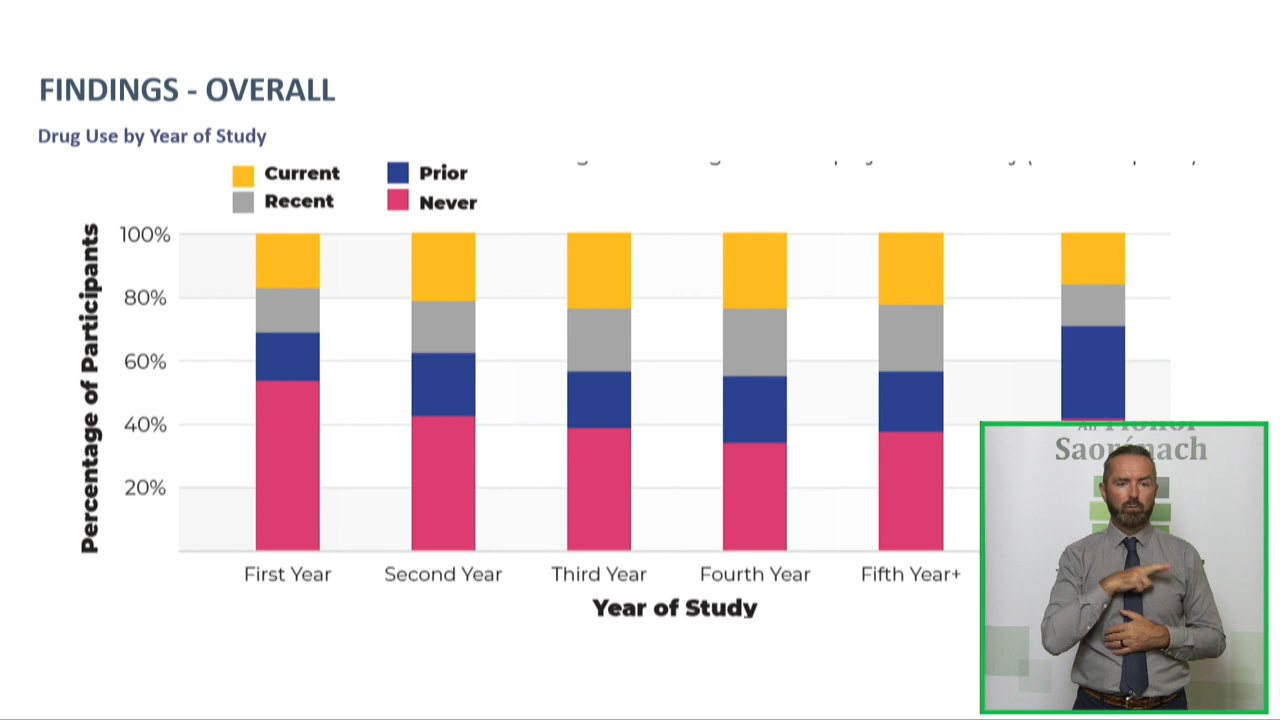 FINDINGS - OVERALL
Drug Use by Year of Study
Current
Prior
Recent
Never
Percentage of Participants
100%
80%
60%
40%
20%
First Year
Second Year
Third Year
Fourth Year
Fifth Year+
Year of Study
Saoránach